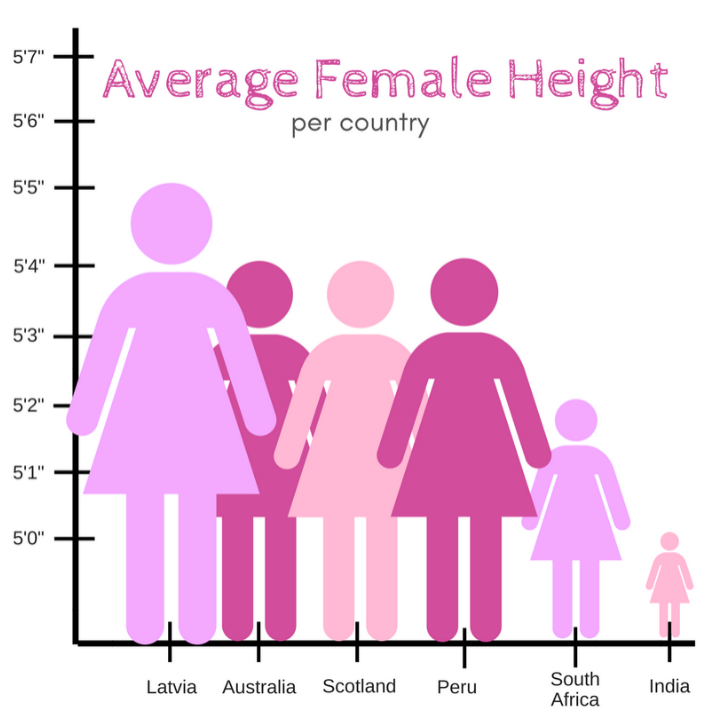 Average Female Height
per country
5'7"
5'6"
5'5"
5'4"
5'3"
5'2"
5'1"
5'0"
Latvia
Australia
Scotland
Peru
South
Africa
India